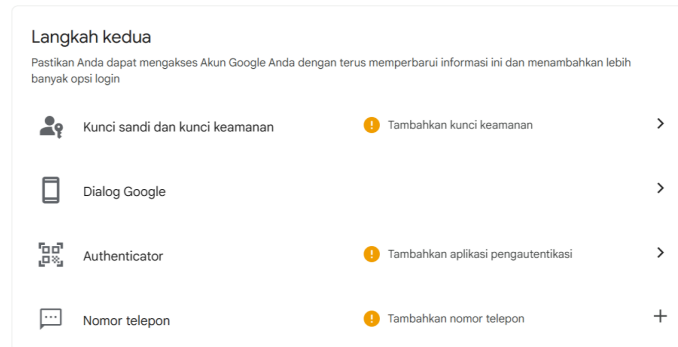 Langkah kedua
Pastikan Anda dapat mengakses Akun Google Anda dengan terus memperbarui informasi ini dan menambahkan lebih
banyak opsi login
Kunci sandi dan kunci keamanan
Tambahkan kunci keamanan
Dialog Google
Authenticator
Tambahkan aplikasi pengautentikasi
Nomor telepon
Tambahkan nomor telepon